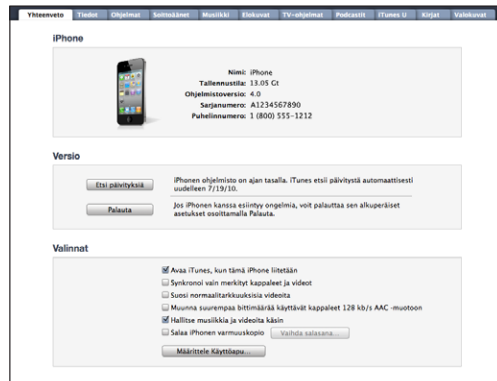 Yhteenveto Tiedot Ohjelmat Soittoäänet Musiikki Elokuvat TV-ohjelmat Podcastit iTunes U Kirjat Valokuvat
iPhone
Nimi: iPhone
Tallennustila: 13.05 Gt
Ohjelmistoversio: 4.0
Sarjanumero: A1234567890
Puhelinnumero: 1 (800) 555-1212
Versio
Etsi päivityksiä
iPhonen ohjelmisto on ajan tasalla. iTunes etsii päivitystä automaattisesti
uudelleen 7/19/10.
Palauta
Jos iPhonen kanssa esiintyy ongelmia, voit palauttaa sen alkuperäiset
asetukset osoittamalla Palauta.
Valinnat
Avaa iTunes, kun tämä iPhone liitetään
Synkronoi vain merkityt kappaleet ja videot
Suosi normaalitarkkuuksisia videoita
Muunna suurempaa bittimäärää käyttävät kappaleet 128 kb/s AAC -muotoon
Hallitse musiikkia ja videoita käsin
Salaa iPhonen varmuuskopio Vaihda salasana...
Määrittele Käyttöapu...